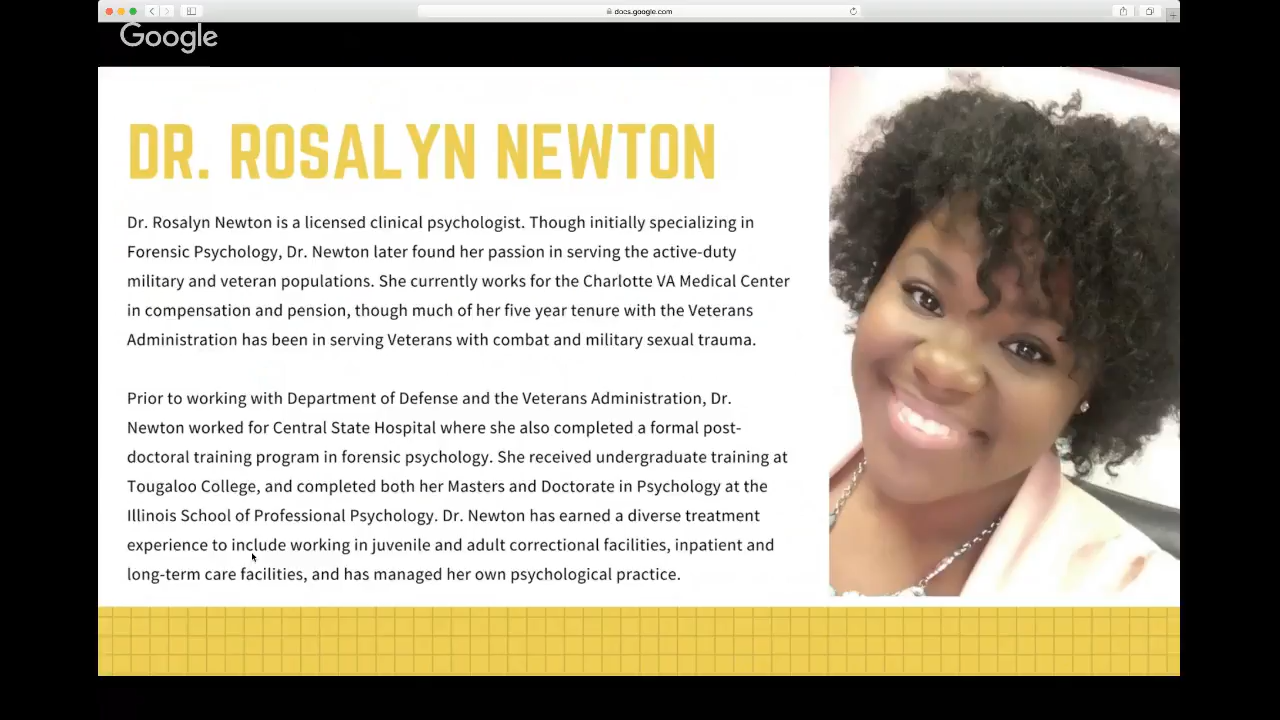 docs.google.com
Google
DR. ROSALYN NEWTON
Dr. Rosalyn Newton is a licensed clinical psychologist. Though initially specializing in
Forensic Psychology, Dr. Newton later found her passion in serving the active-duty
military and veteran populations. She currently works for the Charlotte VA Medical Center
in compensation and pension, though much of her five year tenure with the Veterans
Administration has been in serving Veterans with combat and military sexual trauma.
Prior to working with Department of Defense and the Veterans Administration, Dr.
Newton worked for Central State Hospital where she also completed a formal post-
doctoral training program in forensic psychology. She received undergraduate training at
Tougaloo College, and completed both her Masters and Doctorate in Psychology at the
Illinois School of Professional Psychology. Dr. Newton has earned a diverse treatment
experience to include working in juvenile and adult correctional facilities, inpatient and
long-term care facilities, and has managed her own psychological practice.